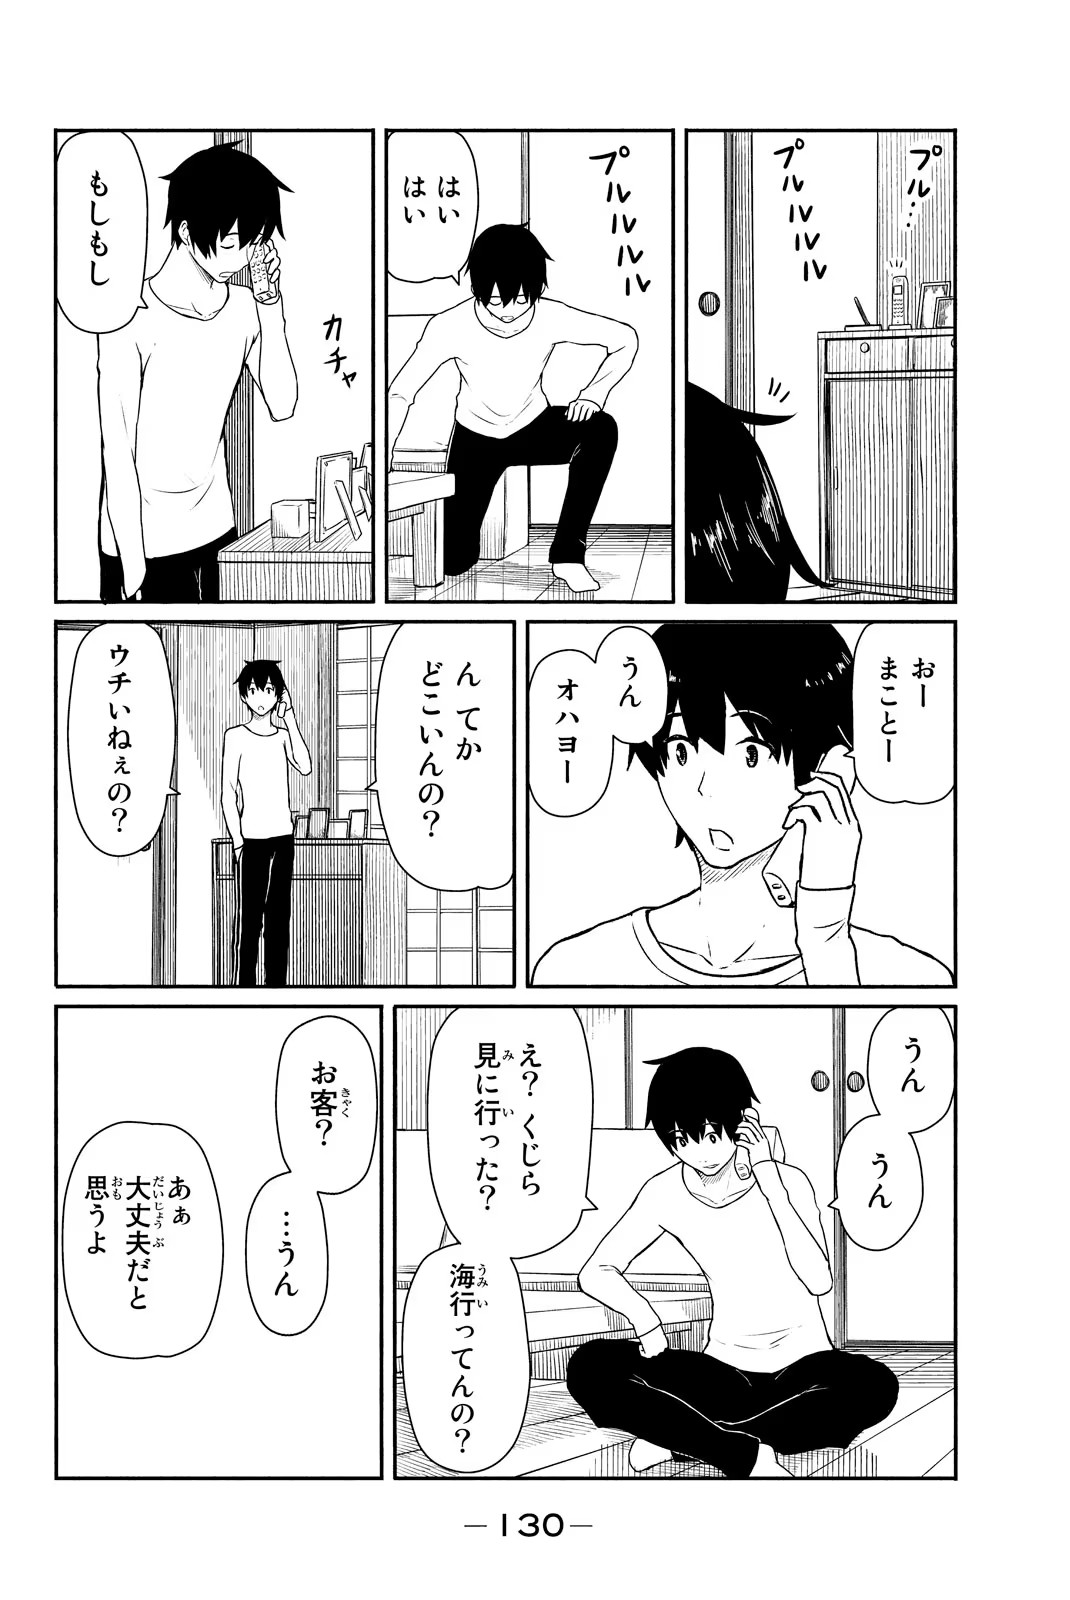 プル…
プルルルル
プルルルル
はい
はい
カチャ
もしもし
おー
まことー
うん
オハヨー
ん てか
どこいんの?
ウチいねぇの?
うん
うん
え? くじら
見に行った?
海行ってんの?
お客?
…うん
あぁ
大丈夫だと
思うよ
—130—